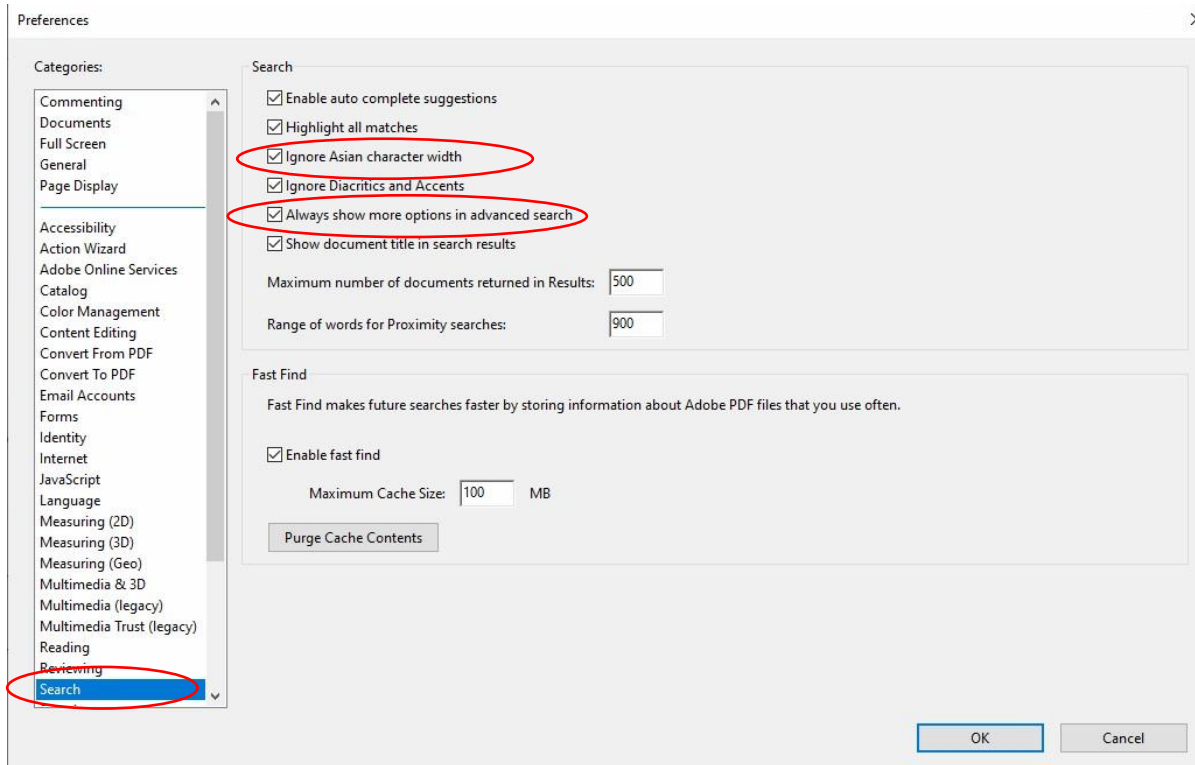 Preferences
Categories:
Commenting
Documents
Full Screen
General
Page Display
Accessibility
Action Wizard
Adobe Online Services
Catalog
Color Management
Content Editing
Convert From PDF
Convert To PDF
Email Accounts
Forms
Identity
Internet
JavaScript
Language
Measuring (2D)
Measuring (3D)
Measuring (Geo)
Multimedia & 3D
Multimedia (legacy)
Multimedia Trust (legacy)
Reading
Reviewing
Search
Search
Enable auto complete suggestions
Highlight all matches
Ignore Asian character width
Ignore Diacritics and Accents
Always show more options in advanced search
Show document title in search results
Maximum number of documents returned in Results: 500
Range of words for Proximity searches: 900
Fast Find
Fast Find makes future searches faster by storing information about Adobe PDF files that you use often.
Enable fast find
Maximum Cache Size: 100 MB
Purge Cache Contents
OK Cancel